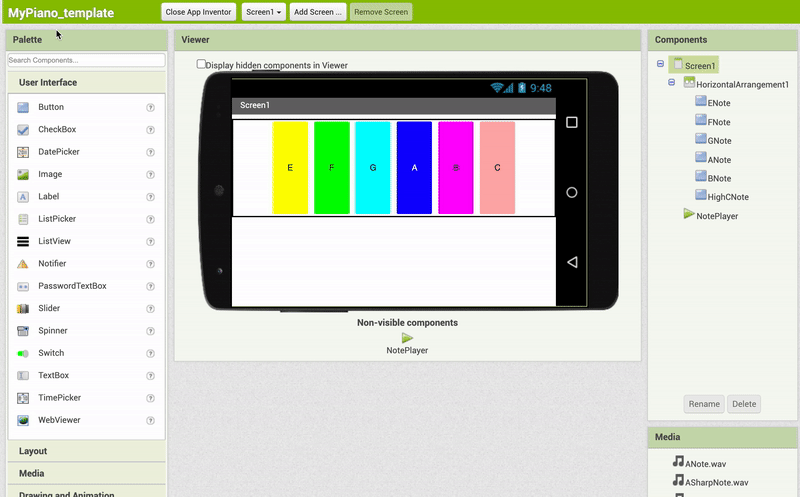 MyPiano_template
Close App Inventor
Screen1
Add Screen ...
Remove Screen
Palette
Search Components...
User Interface
Button
CheckBox
DatePicker
Image
Label
ListPicker
ListView
Notifier
PasswordTextBox
Slider
Spinner
Switch
TextBox
TimePicker
WebViewer
Layout
Media
Drawing and Animation
Viewer
Display hidden components in Viewer
9:48
Screen1
E F G A B C
Non-visible components
NotePlayer
Components
Screen1
HorizontalArrangement1
ENote
FNote
GNote
ANote
BNote
HighCNote
NotePlayer
Rename Delete
Media
ANote.wav
ASharpNote.wav